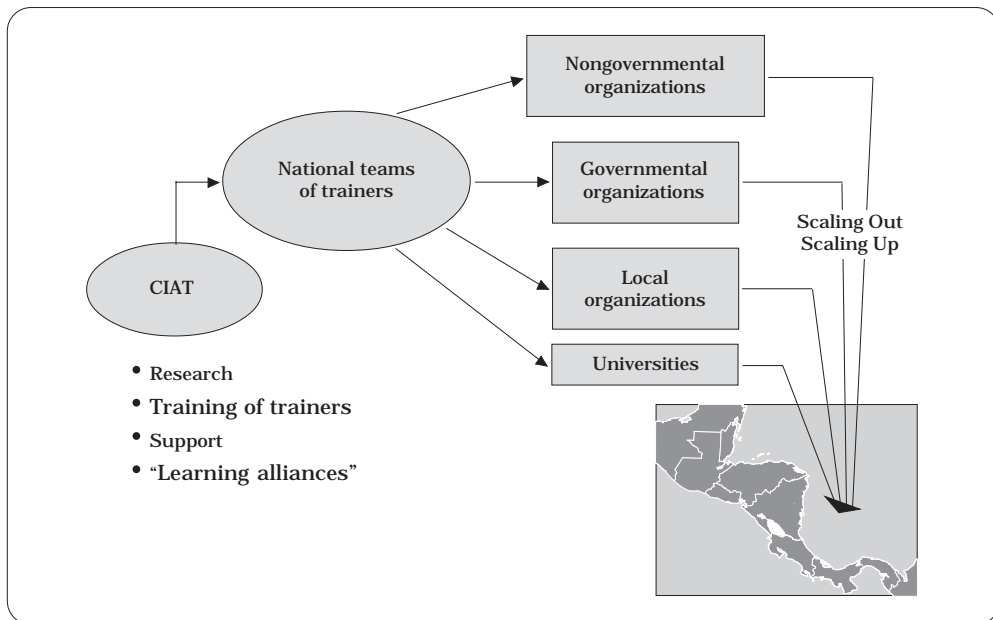 Nongovernmental
organizations
National teams
of trainers
Governmental
organizations
Scaling Out
Scaling Up
CIAT
Local
organizations
Universities
• Research
• Training of trainers
• Support
• “Learning alliances”